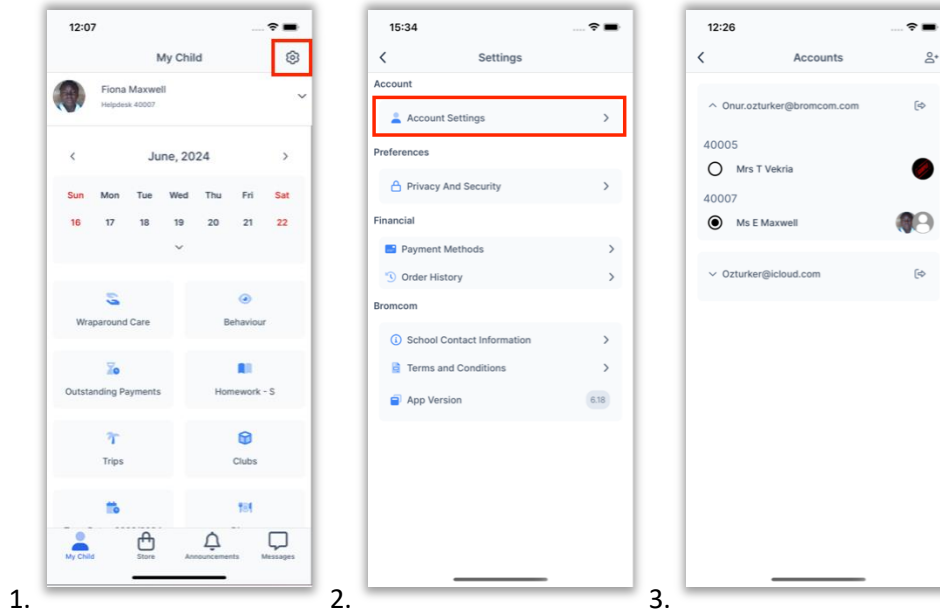 12:07
My Child
Fiona Maxwell
Helpdesk 40007
June, 2024
Sun Mon Tue Wed Thu Fri Sat
16 17 18 19 20 21 22
Wraparound Care Behaviour
Outstanding Payments Homework - S
Trips Clubs
My Child Store Announcements Messages
1.
15:34
Settings
Account
Account Settings
Preferences
Privacy And Security
Financial
Payment Methods
Order History
Bromcom
School Contact Information
Terms and Conditions
App Version 6.18
2.
12:26
Accounts
Onur.ozturker@bromcom.com
40005
Mrs T Vekria
40007
Ms E Maxwell
Ozturker@icloud.com
3.